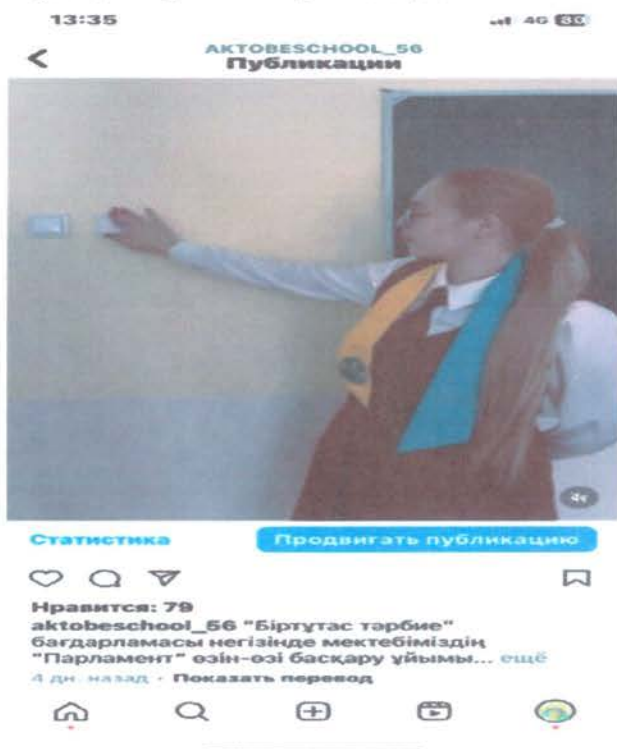 13:35
4G 80
AKTOBESCHOOL_56
Публикации
Статистика
Продвигать публикацию
Нравится: 79
aktobeschool_56 "Біртұтас тәрбие"
бағдарламасы негізінде мектебіміздің
"Парламент" өзін-өзі басқару ұйымы... ещё
4 дн. назад • Показать перевод